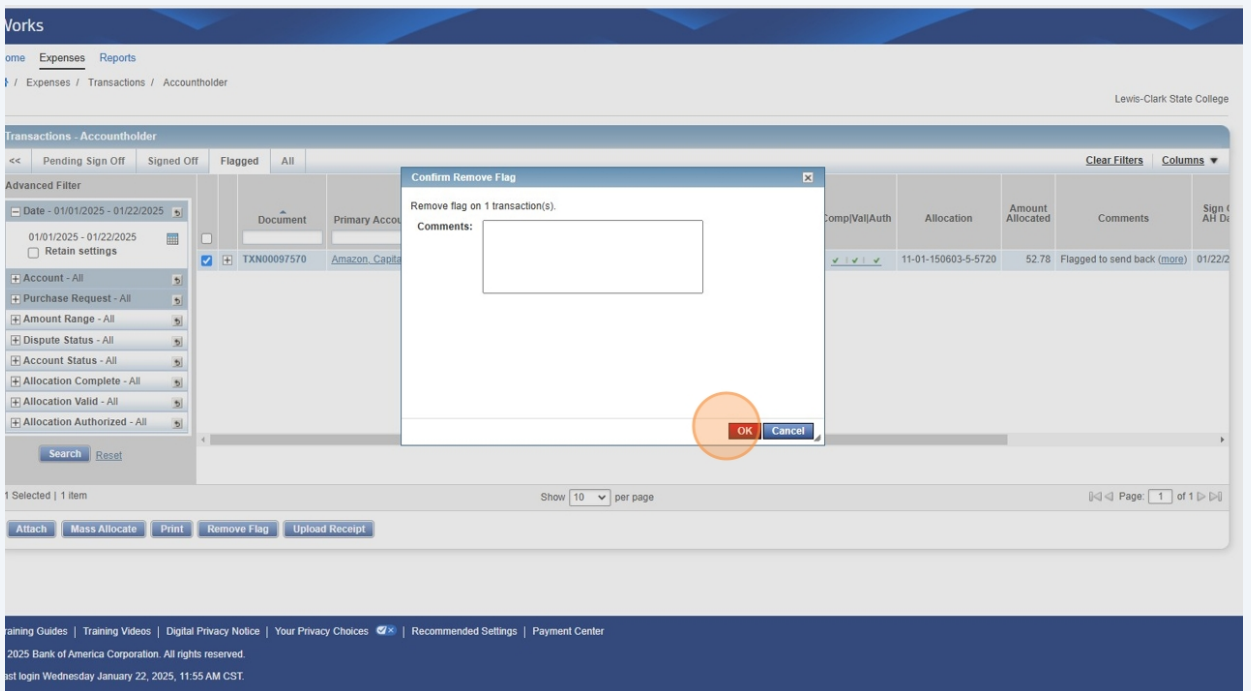 Works
ome Expenses Reports
/ Expenses / Transactions / Accountholder
Lewis-Clark State College
Transactions - Accountholder
<< Pending Sign Off Signed Off Flagged All Clear Filters Columns
Advanced Filter
Date - 01/01/2025 - 01/22/2025
01/01/2025 - 01/22/2025
Retain settings
Account - All
Purchase Request - All
Amount Range - All
Dispute Status - All
Account Status - All
Allocation Complete - All
Allocation Valid - All
Allocation Authorized - All
Search Reset
Document Primary Accou Comp|Val|Auth Allocation Amount Allocated Comments Sign AH Da
TXN00097570 Amazon, Capita 11-01-150603-5-5720 52.78 Flagged to send back (more) 01/22/2
Confirm Remove Flag
Remove flag on 1 transaction(s).
Comments:
OK Cancel
1 Selected | 1 item Show 10 per page Page: 1 of 1
Attach Mass Allocate Print Remove Flag Upload Receipt
raining Guides | Training Videos | Digital Privacy Notice | Your Privacy Choices | Recommended Settings | Payment Center
2025 Bank of America Corporation. All rights reserved.
ast login Wednesday January 22, 2025, 11:55 AM CST.